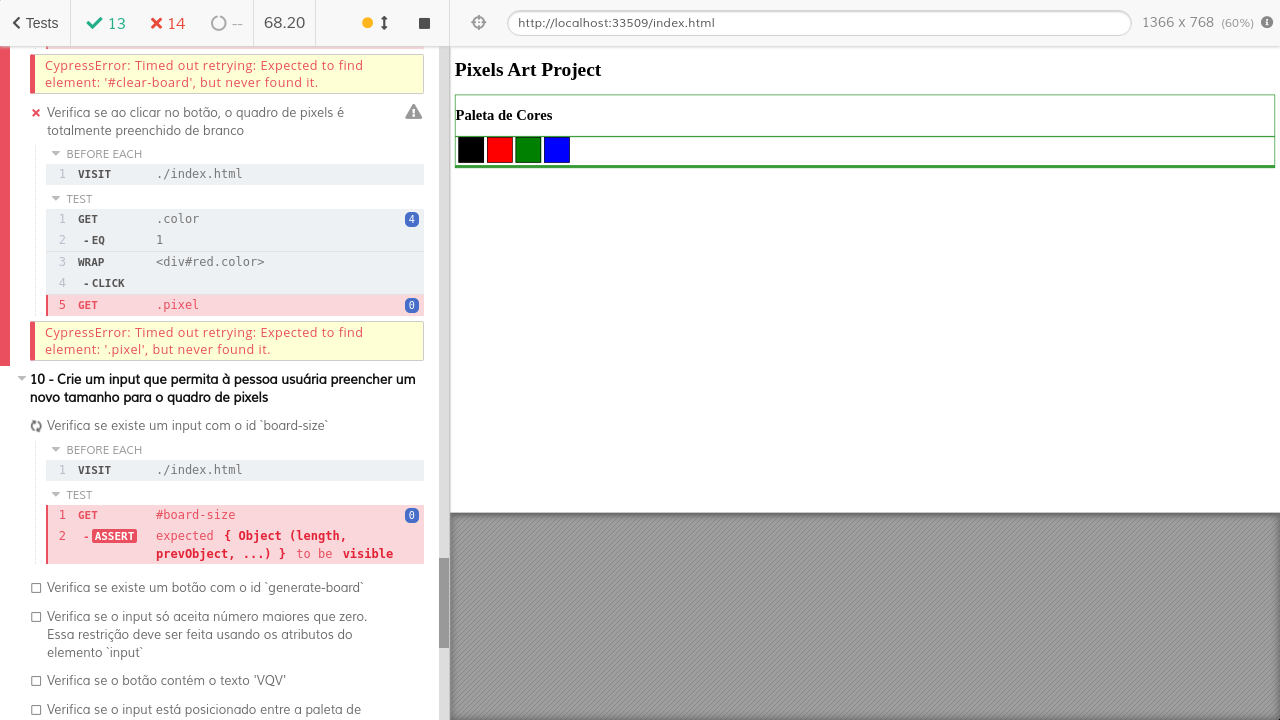 Tests
13
14
--
68.20
http://localhost:33509/index.html
1366 x 768 (60%)
CypressError: Timed out retrying: Expected to find
element: '#clear-board', but never found it.
Verifica se ao clicar no botão, o quadro de pixels é
totalmente preenchido de branco
BEFORE EACH
1 VISIT ./index.html
TEST
1 GET .color 4
2 - EQ 1
3 WRAP <div#red.color>
4 - CLICK
5 GET .pixel 0
CypressError: Timed out retrying: Expected to find
element: '.pixel', but never found it.
10 - Crie um input que permita à pessoa usuária preencher um
novo tamanho para o quadro de pixels
Verifica se existe um input com o id `board-size`
BEFORE EACH
1 VISIT ./index.html
TEST
1 GET #board-size 0
2 - ASSERT expected { Object (length,
prevObject, ...) } to be visible
Verifica se existe um botão com o id `generate-board`
Verifica se o input só aceita número maiores que zero.
Essa restrição deve ser feita usando os atributos do
elemento `input`
Verifica se o botão contém o texto 'VQV'
Verifica se o input está posicionado entre a paleta de
Pixels Art Project
Paleta de Cores